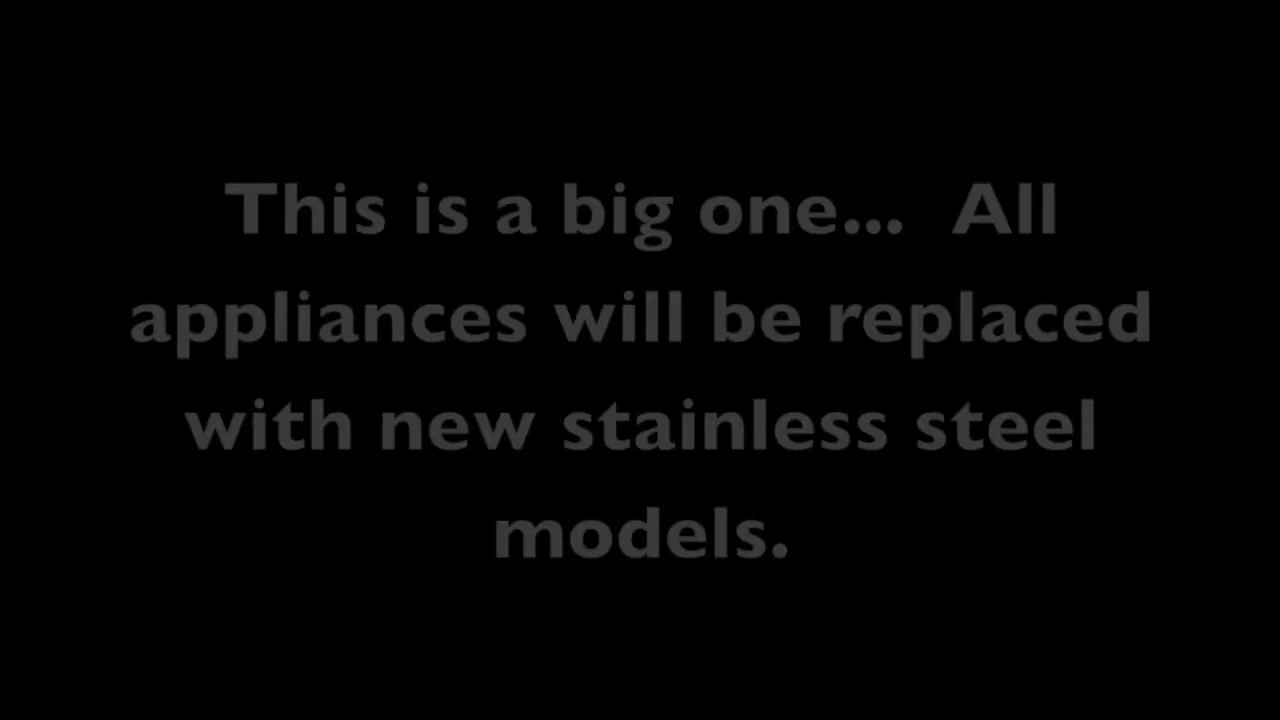 This is a big one...  All
appliances will be replaced
with new stainless steel
models.